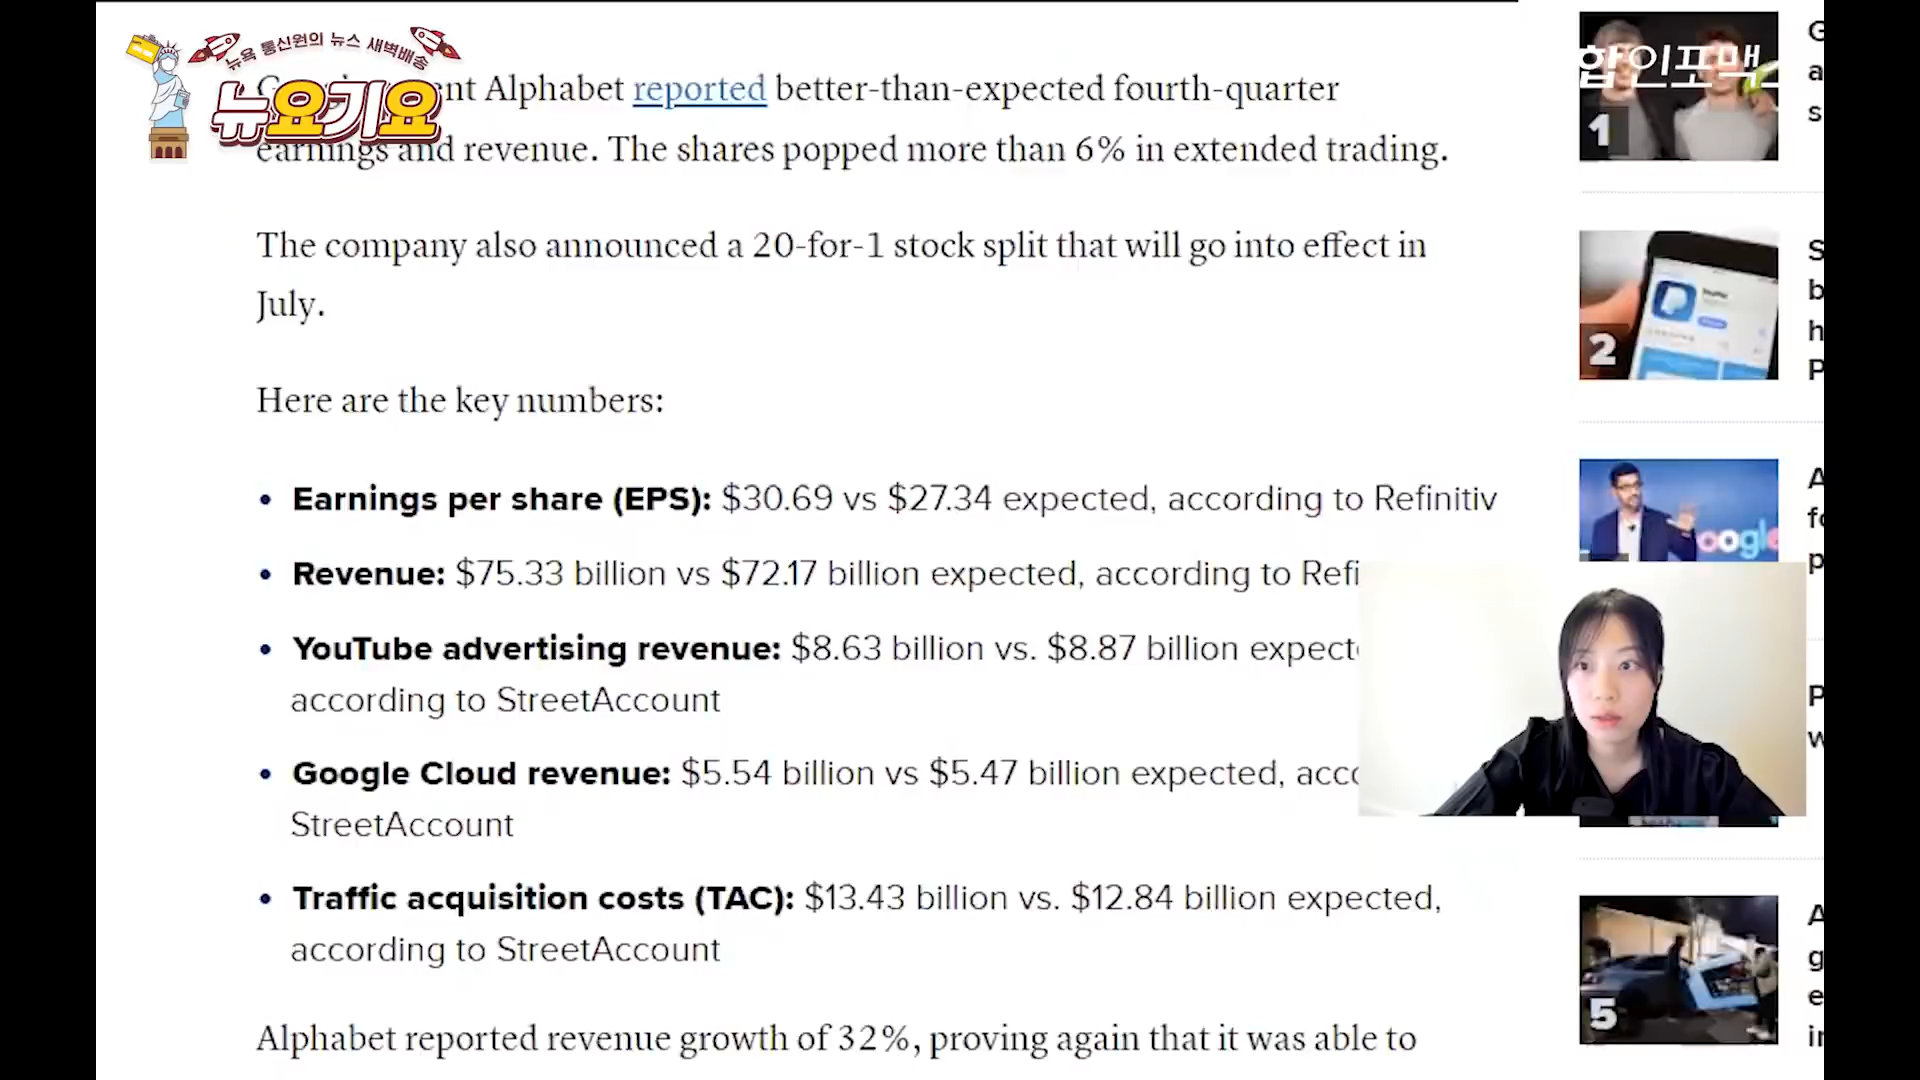 뉴욕 통신원의 뉴스 새벽배송
뉴요기요
Alphabet reported better-than-expected fourth-quarter
earnings and revenue. The shares popped more than 6% in extended trading.
The company also announced a 20-for-1 stock split that will go into effect in
July.
Here are the key numbers:
• Earnings per share (EPS): $30.69 vs $27.34 expected, according to Refinitiv
• Revenue: $75.33 billion vs $72.17 billion expected, according to Refi
• YouTube advertising revenue: $8.63 billion vs. $8.87 billion expect
according to StreetAccount
• Google Cloud revenue: $5.54 billion vs $5.47 billion expected, acc
StreetAccount
• Traffic acquisition costs (TAC): $13.43 billion vs. $12.84 billion expected,
according to StreetAccount
Alphabet reported revenue growth of 32%, proving again that it was able to
합인포맥스
1
2
oogle
5